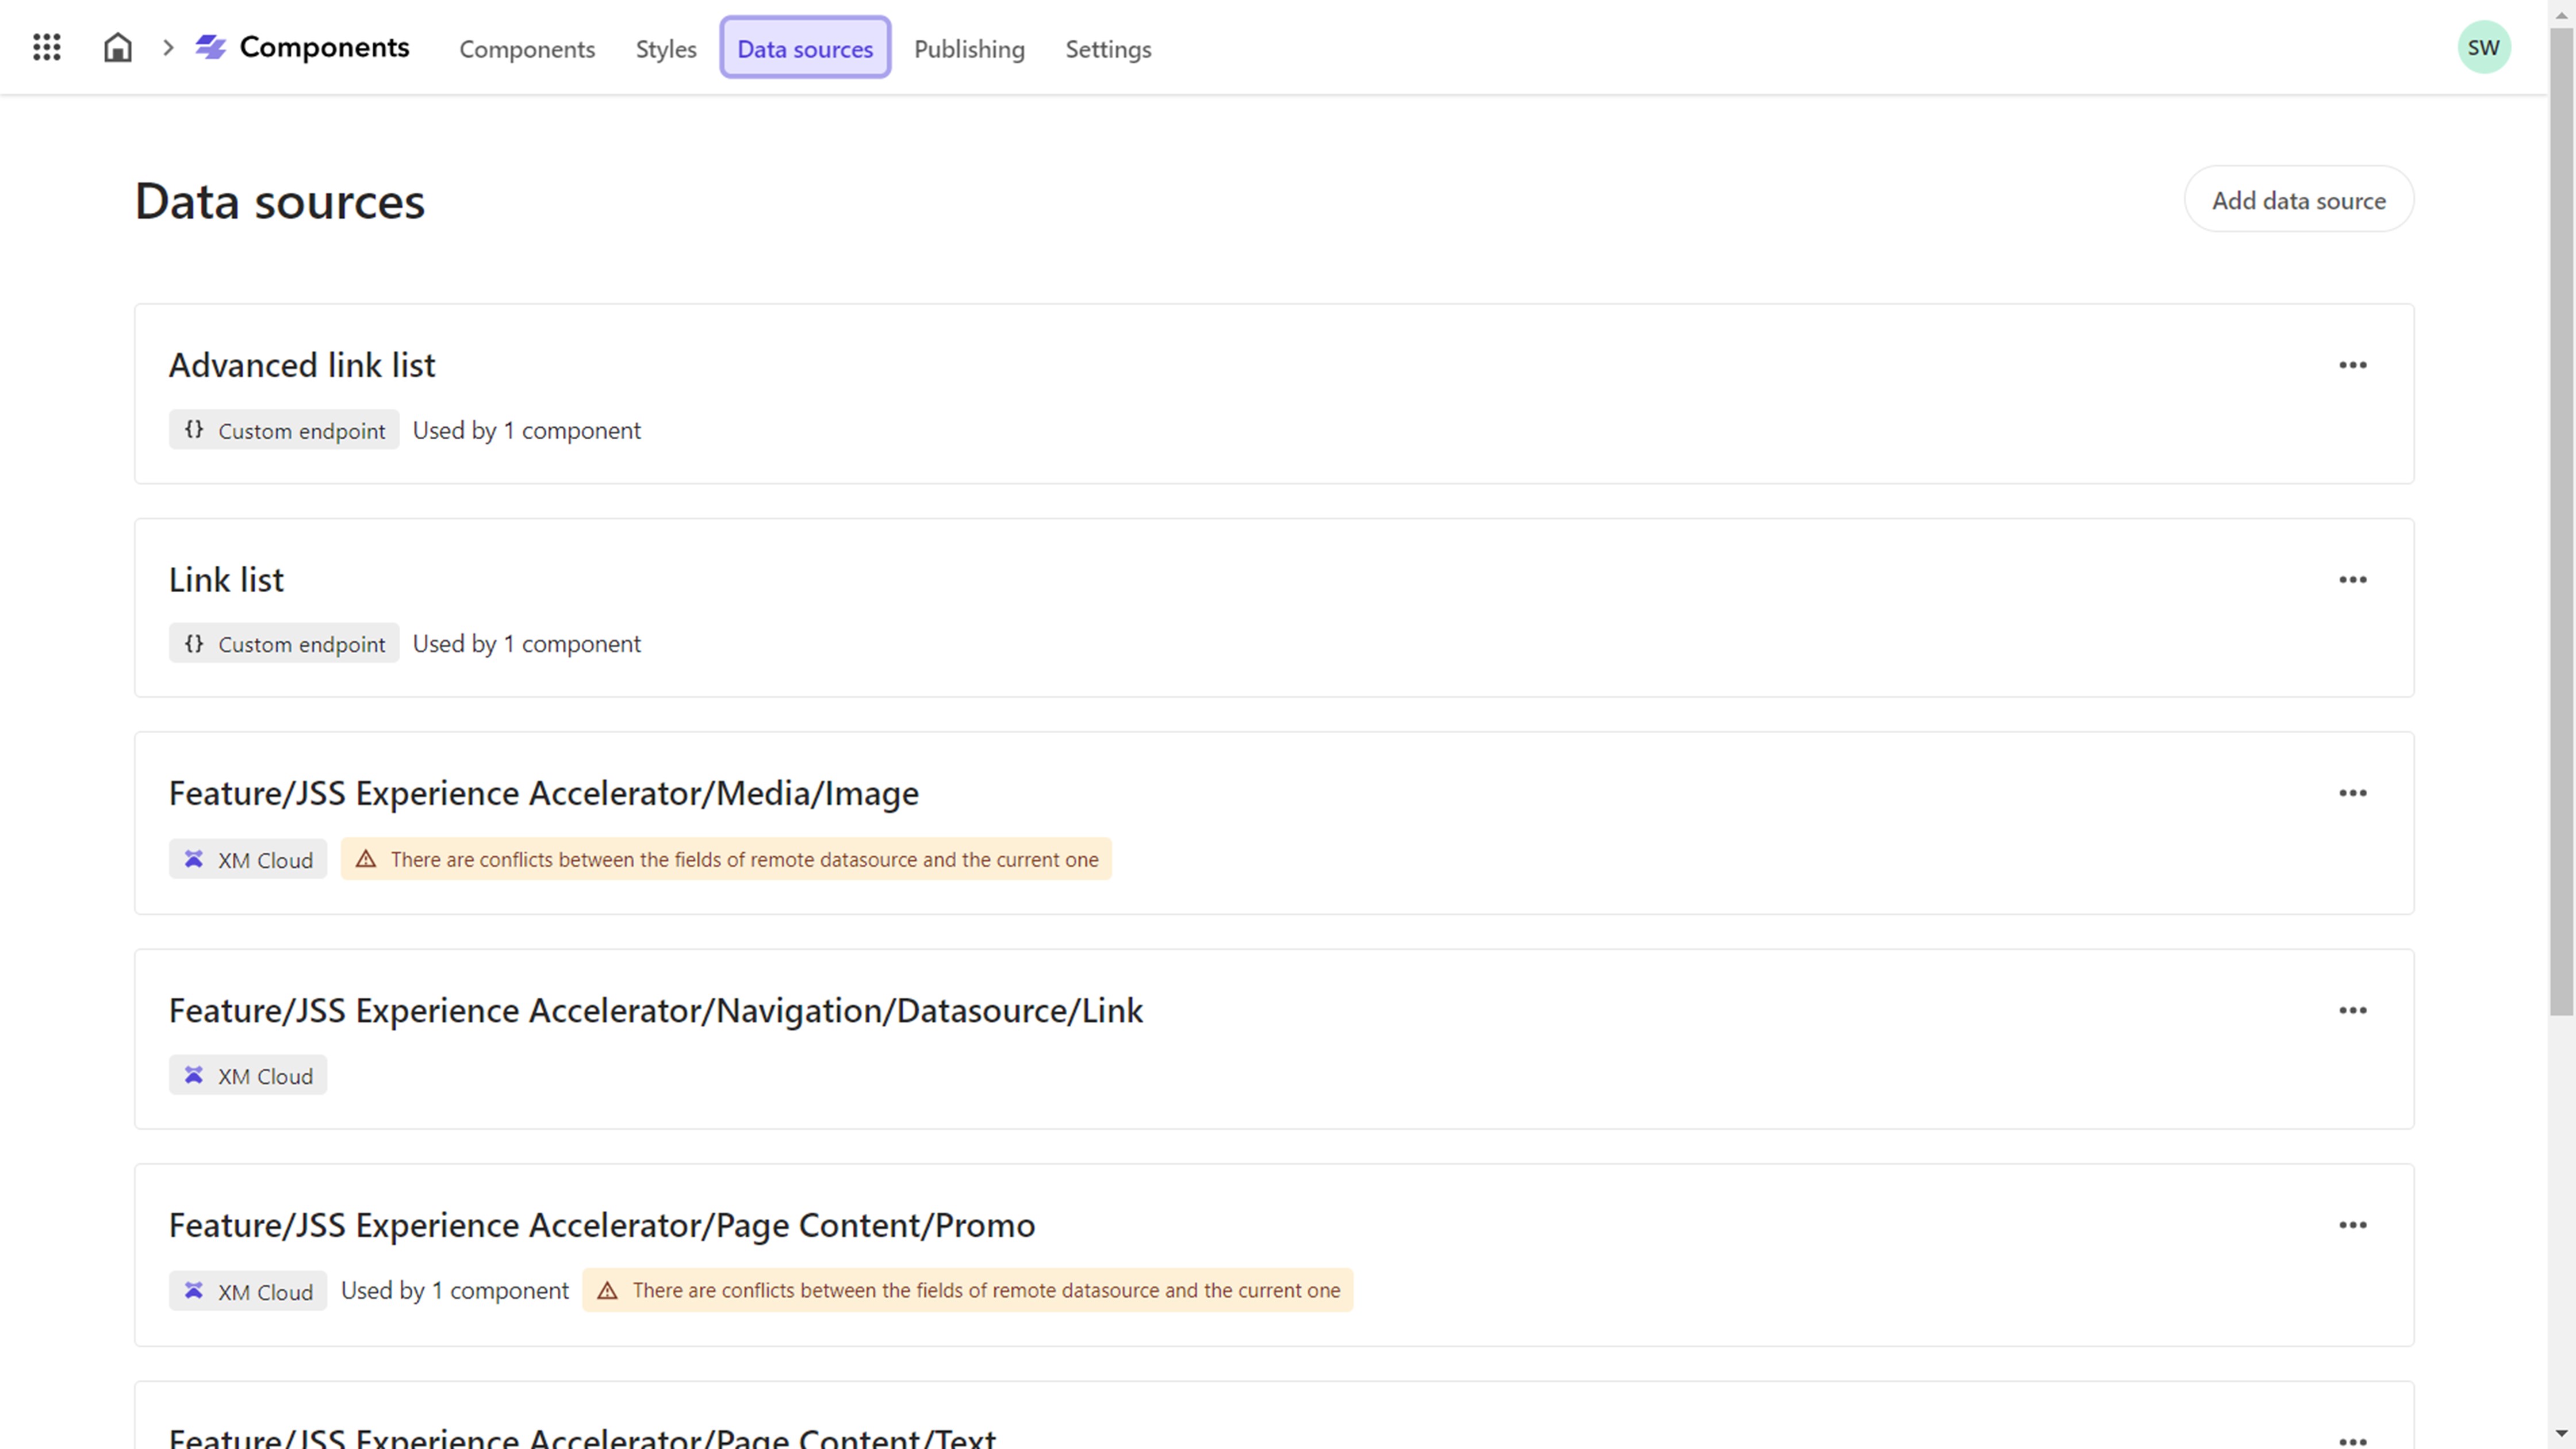 Components Components Styles Data sources Publishing Settings SW
Data sources
Add data source
Advanced link list
{} Custom endpoint Used by 1 component
Link list
{} Custom endpoint Used by 1 component
Feature/JSS Experience Accelerator/Media/Image
XM Cloud There are conflicts between the fields of remote datasource and the current one
Feature/JSS Experience Accelerator/Navigation/Datasource/Link
XM Cloud
Feature/JSS Experience Accelerator/Page Content/Promo
XM Cloud Used by 1 component There are conflicts between the fields of remote datasource and the current one
Feature/JSS Experience Accelerator/Page Content/Text